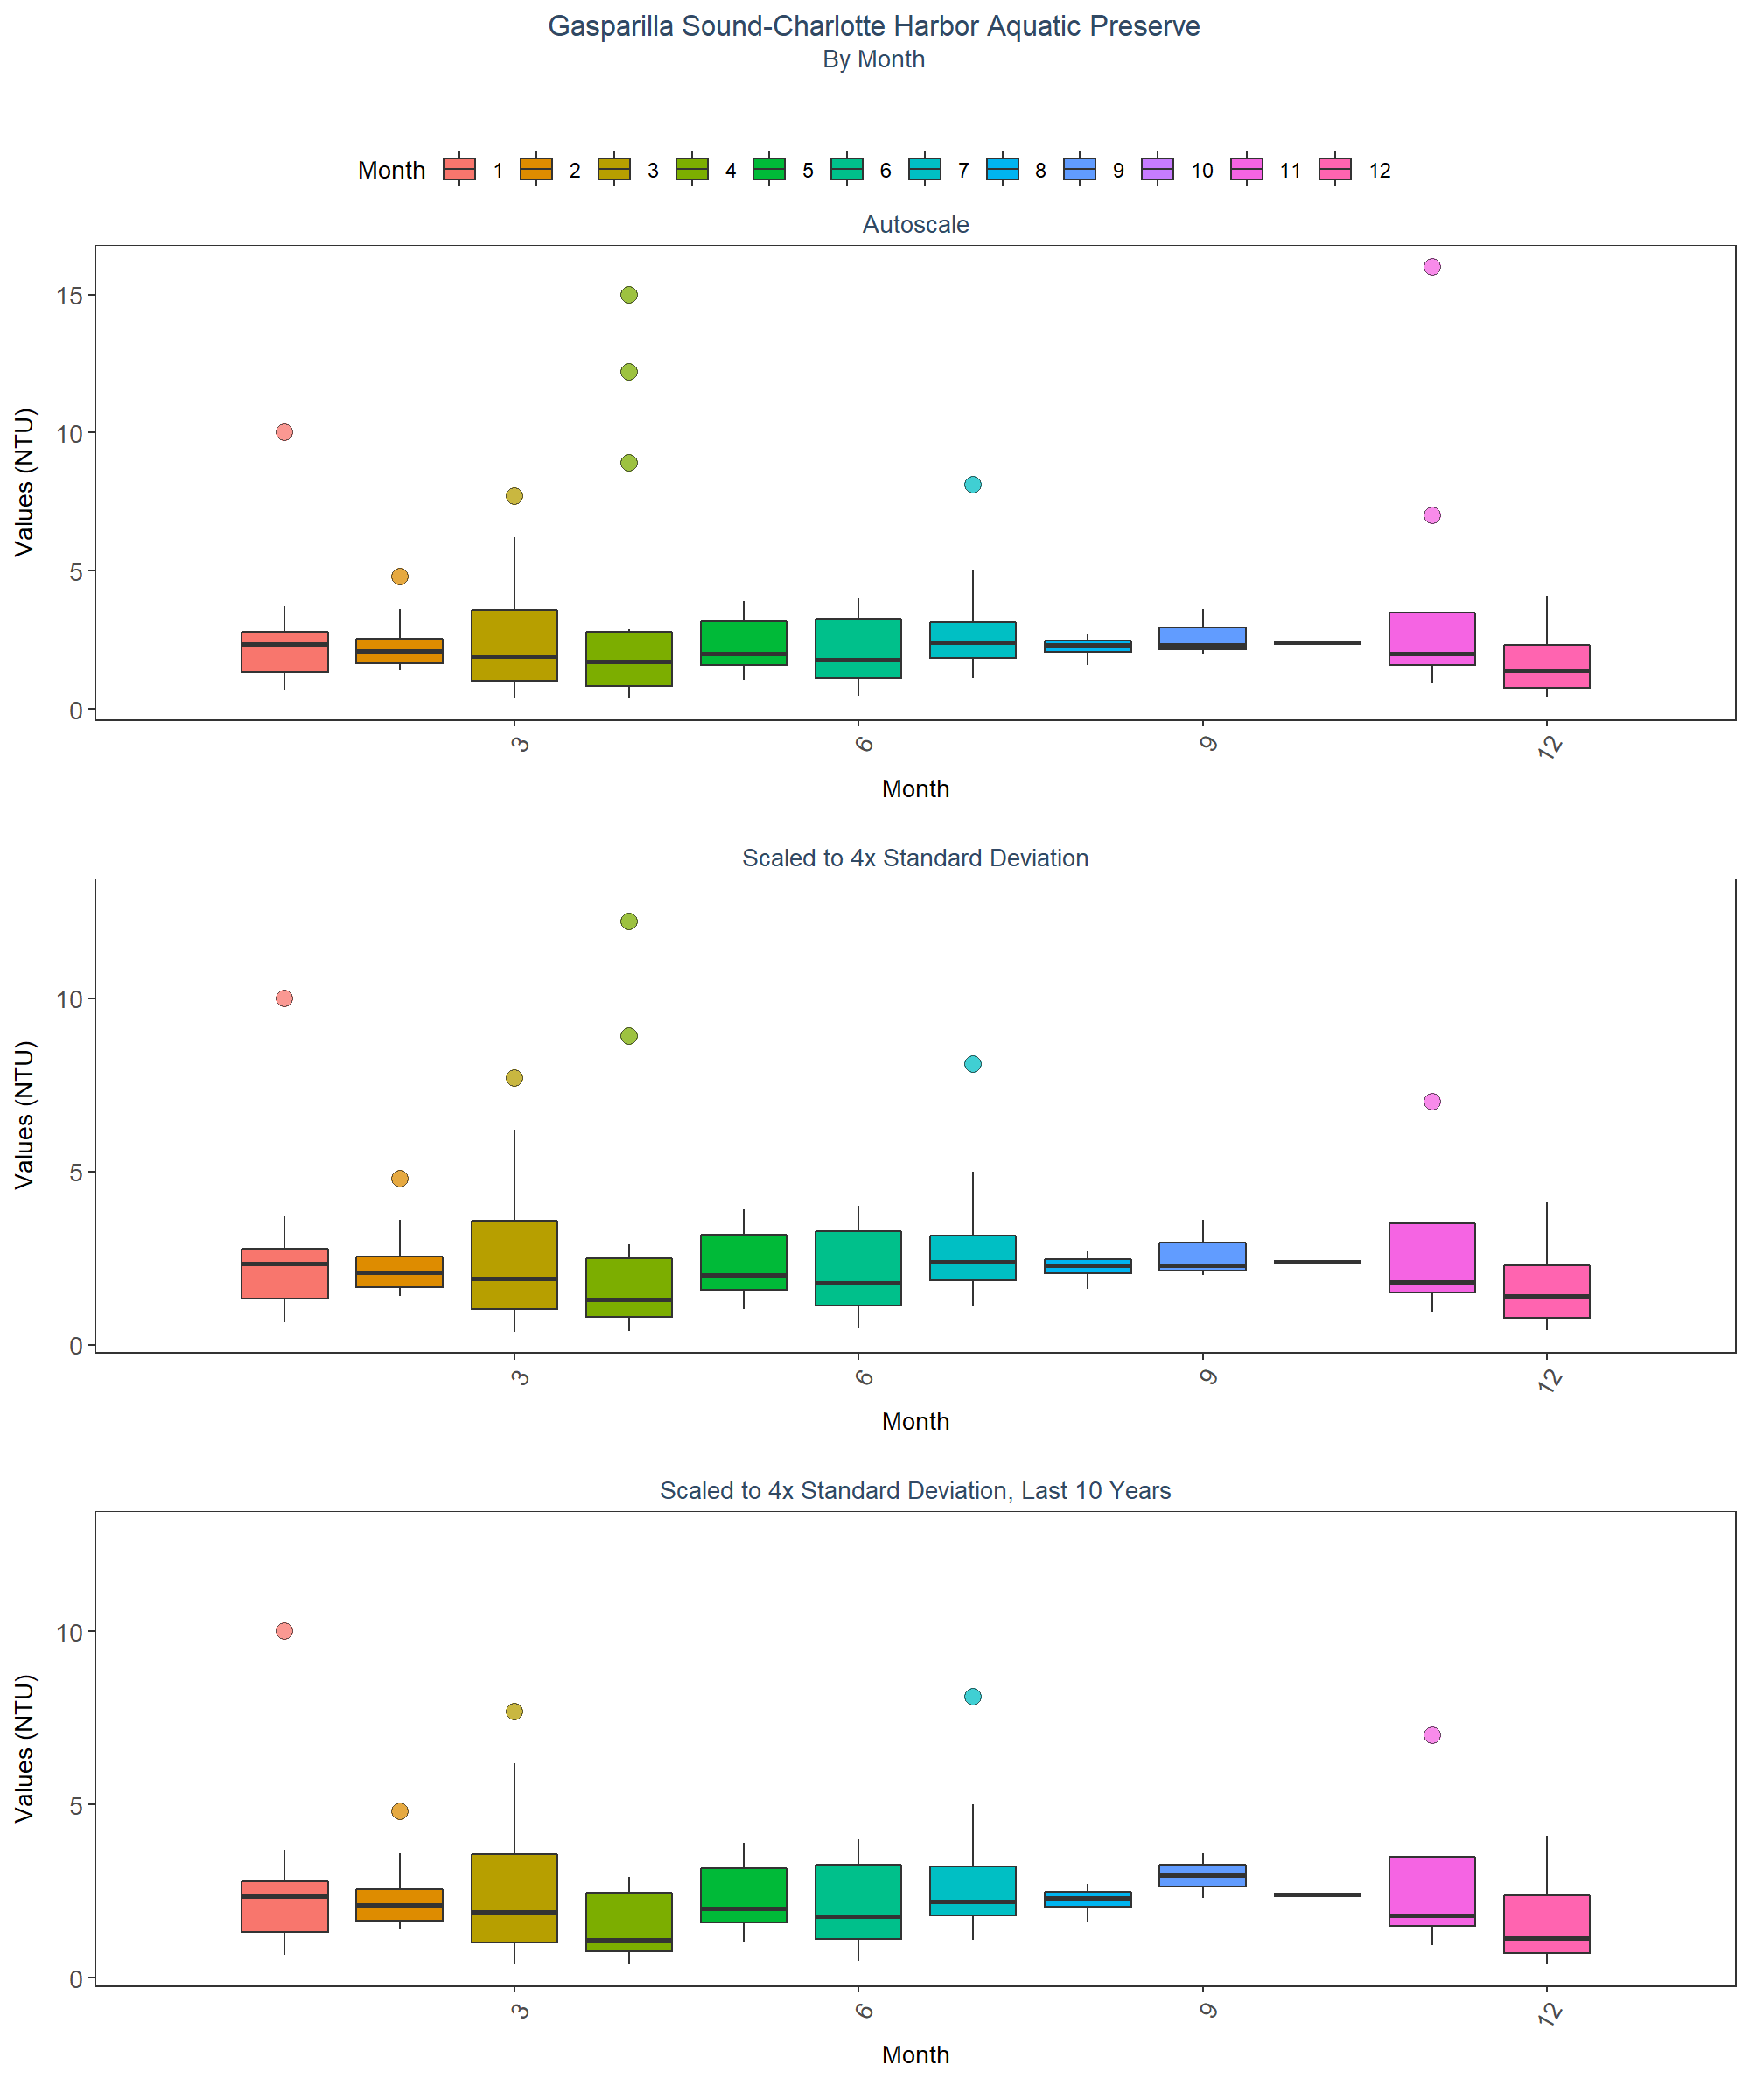 Gasparilla Sound-Charlotte Harbor Aquatic Preserve
By Month
Month 1 2 3 4 5 6 7 8 9 10 11 12
Autoscale
Values (NTU)
15
10
5
0
3 6 9 12
Month
Scaled to 4x Standard Deviation
Values (NTU)
10
5
0
3 6 9 12
Month
Scaled to 4x Standard Deviation, Last 10 Years
Values (NTU)
10
5
0
3 6 9 12
Month